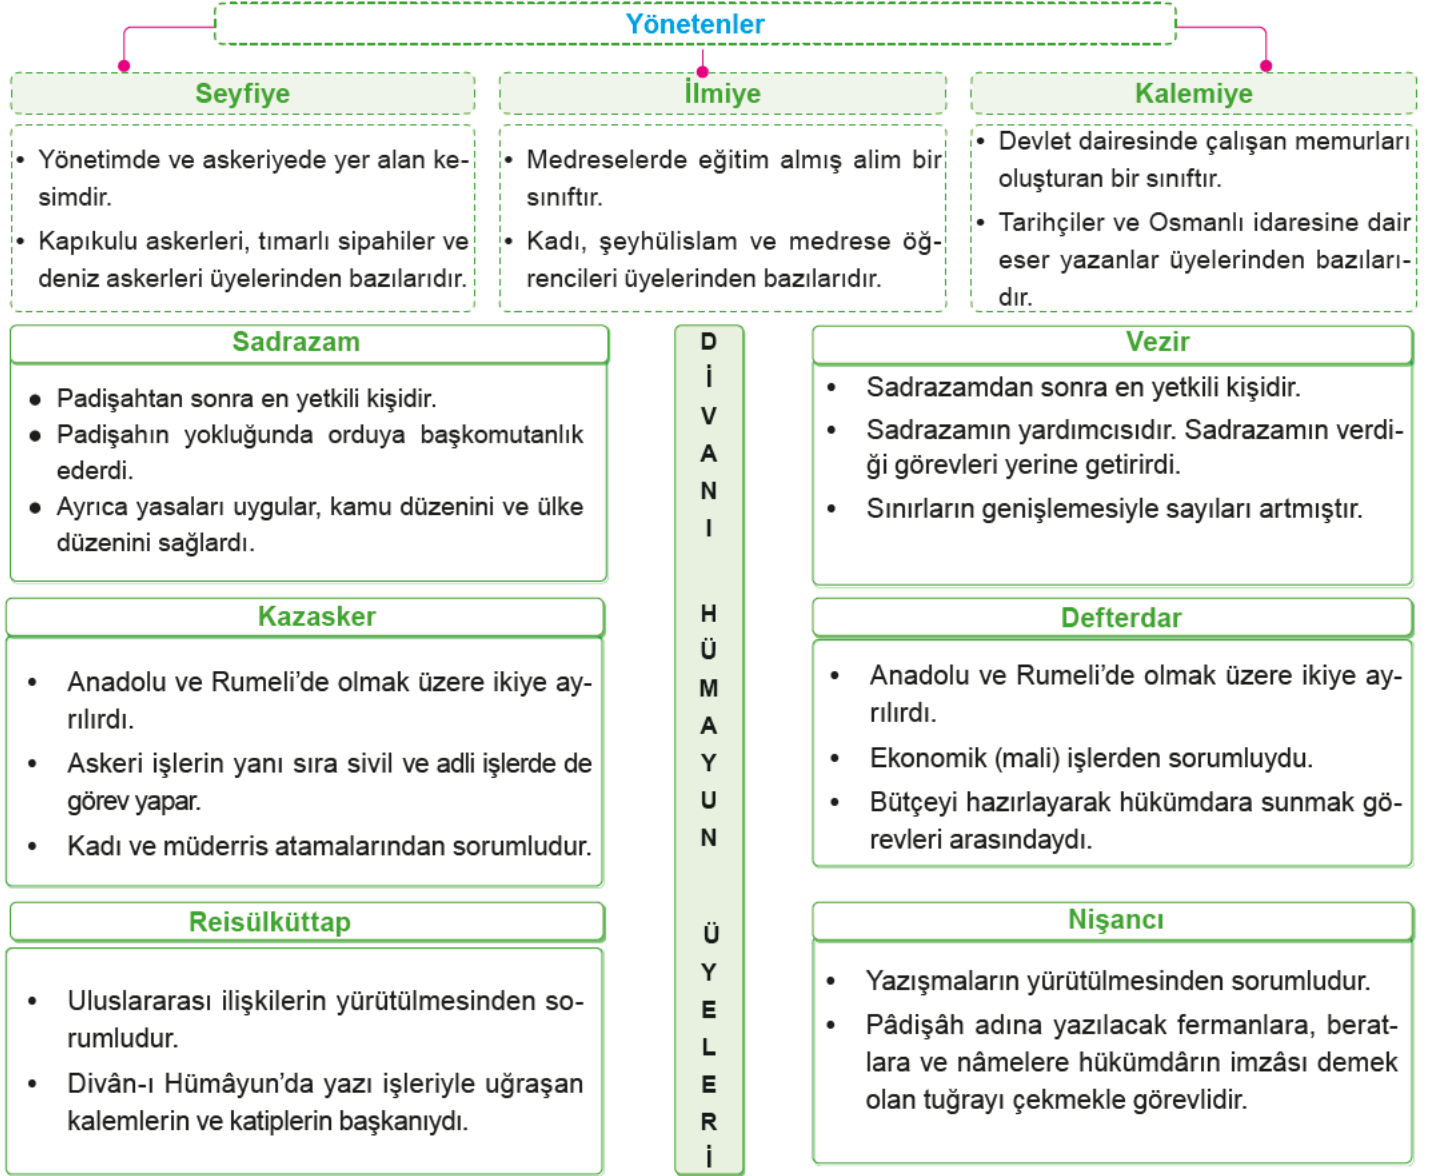 Yönetenler
Seyfiye
• Yönetimde ve askeriyede yer alan ke-
simdir.
• Kapıkulu askerleri, tımarlı sipahiler ve
deniz askerleri üyelerinden bazılarıdır.
İlmiye
• Medreselerde eğitim almış alim bir
sınıftır.
• Kadı, şeyhülislam ve medrese öğ-
rencileri üyelerinden bazılarıdır.
Kalemiye
• Devlet dairesinde çalışan memurları
oluşturan bir sınıftır.
• Tarihçiler ve Osmanlı idaresine dair
eser yazanlar üyelerinden bazıları-
dır.
DİVANI HÜMAYUN ÜYELERİ
Sadrazam
● Padişahtan sonra en yetkili kişidir.
● Padişahın yokluğunda orduya başkomutanlık
ederdi.
● Ayrıca yasaları uygular, kamu düzenini ve ülke
düzenini sağlardı.
Vezir
• Sadrazamdan sonra en yetkili kişidir.
• Sadrazamın yardımcısıdır. Sadrazamın verdi-
ği görevleri yerine getirirdi.
• Sınırların genişlemesiyle sayıları artmıştır.
Kazasker
• Anadolu ve Rumeli’de olmak üzere ikiye ay-
rılırdı.
• Askeri işlerin yanı sıra sivil ve adli işlerde de
görev yapar.
• Kadı ve müderris atamalarından sorumludur.
Defterdar
• Anadolu ve Rumeli’de olmak üzere ikiye ay-
rılırdı.
• Ekonomik (mali) işlerden sorumluydu.
• Bütçeyi hazırlayarak hükümdara sunmak gö-
revleri arasındaydı.
Reisülküttap
• Uluslararası ilişkilerin yürütülmesinden so-
rumludur.
• Divân-ı Hümâyun’da yazı işleriyle uğraşan
kalemlerin ve katiplerin başkanıydı.
Nişancı
• Yazışmaların yürütülmesinden sorumludur.
• Pâdişâh adına yazılacak fermanlara, berat-
lara ve nâmelere hükümdârın imzâsı demek
olan tuğrayı çekmekle görevlidir.